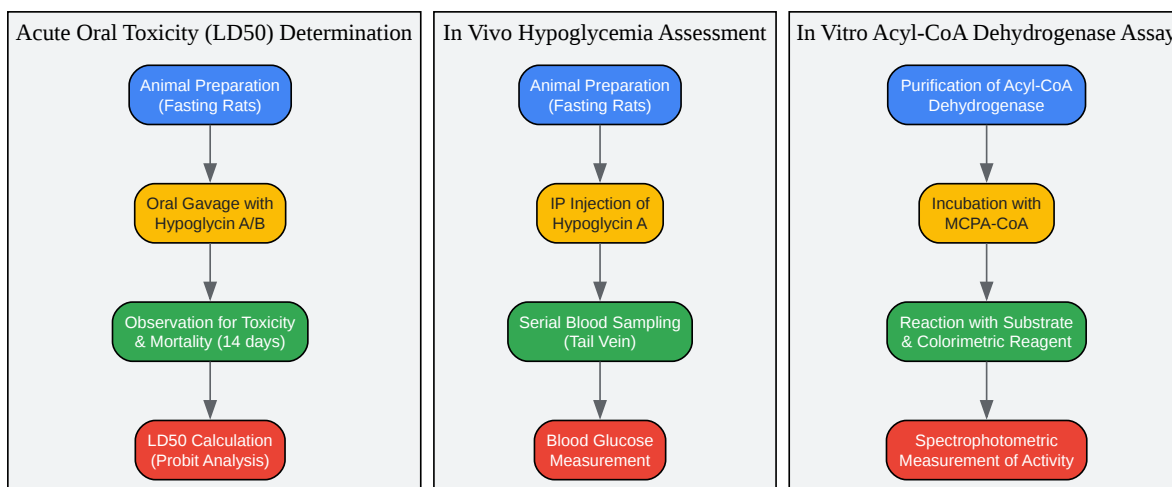 Acute Oral Toxicity (LD50) Determination
Animal Preparation
(Fasting Rats)
Oral Gavage with
Hypoglycin A/B
Observation for Toxicity
& Mortality (14 days)
LD50 Calculation
(Probit Analysis)
In Vivo Hypoglycemia Assessment
Animal Preparation
(Fasting Rats)
IP Injection of
Hypoglycin A
Serial Blood Sampling
(Tail Vein)
Blood Glucose
Measurement
In Vitro Acyl-CoA Dehydrogenase Assay
Purification of Acyl-CoA
Dehydrogenase
Incubation with
MCPA-CoA
Reaction with Substrate
& Colorimetric Reagent
Spectrophotometric
Measurement of Activity